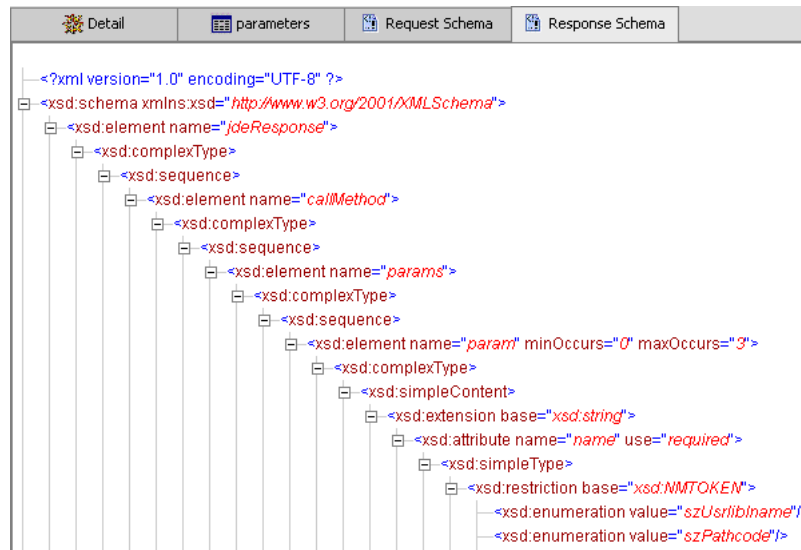 Detail parameters Request Schema Response Schema
<?xml version="1.0" encoding="UTF-8" ?>
<xsd:schema xmlns:xsd="http://www.w3.org/2001/XMLSchema">
<xsd:element name="jdeResponse">
<xsd:complexType>
<xsd:sequence>
<xsd:element name="callMethod">
<xsd:complexType>
<xsd:sequence>
<xsd:element name="params">
<xsd:complexType>
<xsd:sequence>
<xsd:element name="param" minOccurs="0" maxOccurs="3">
<xsd:complexType>
<xsd:simpleContent>
<xsd:extension base="xsd:string">
<xsd:attribute name="name" use="required">
<xsd:simpleType>
<xsd:restriction base="xsd:NMTOKEN">
<xsd:enumeration value="szUsrliblname"/
<xsd:enumeration value="szPathcode"/>